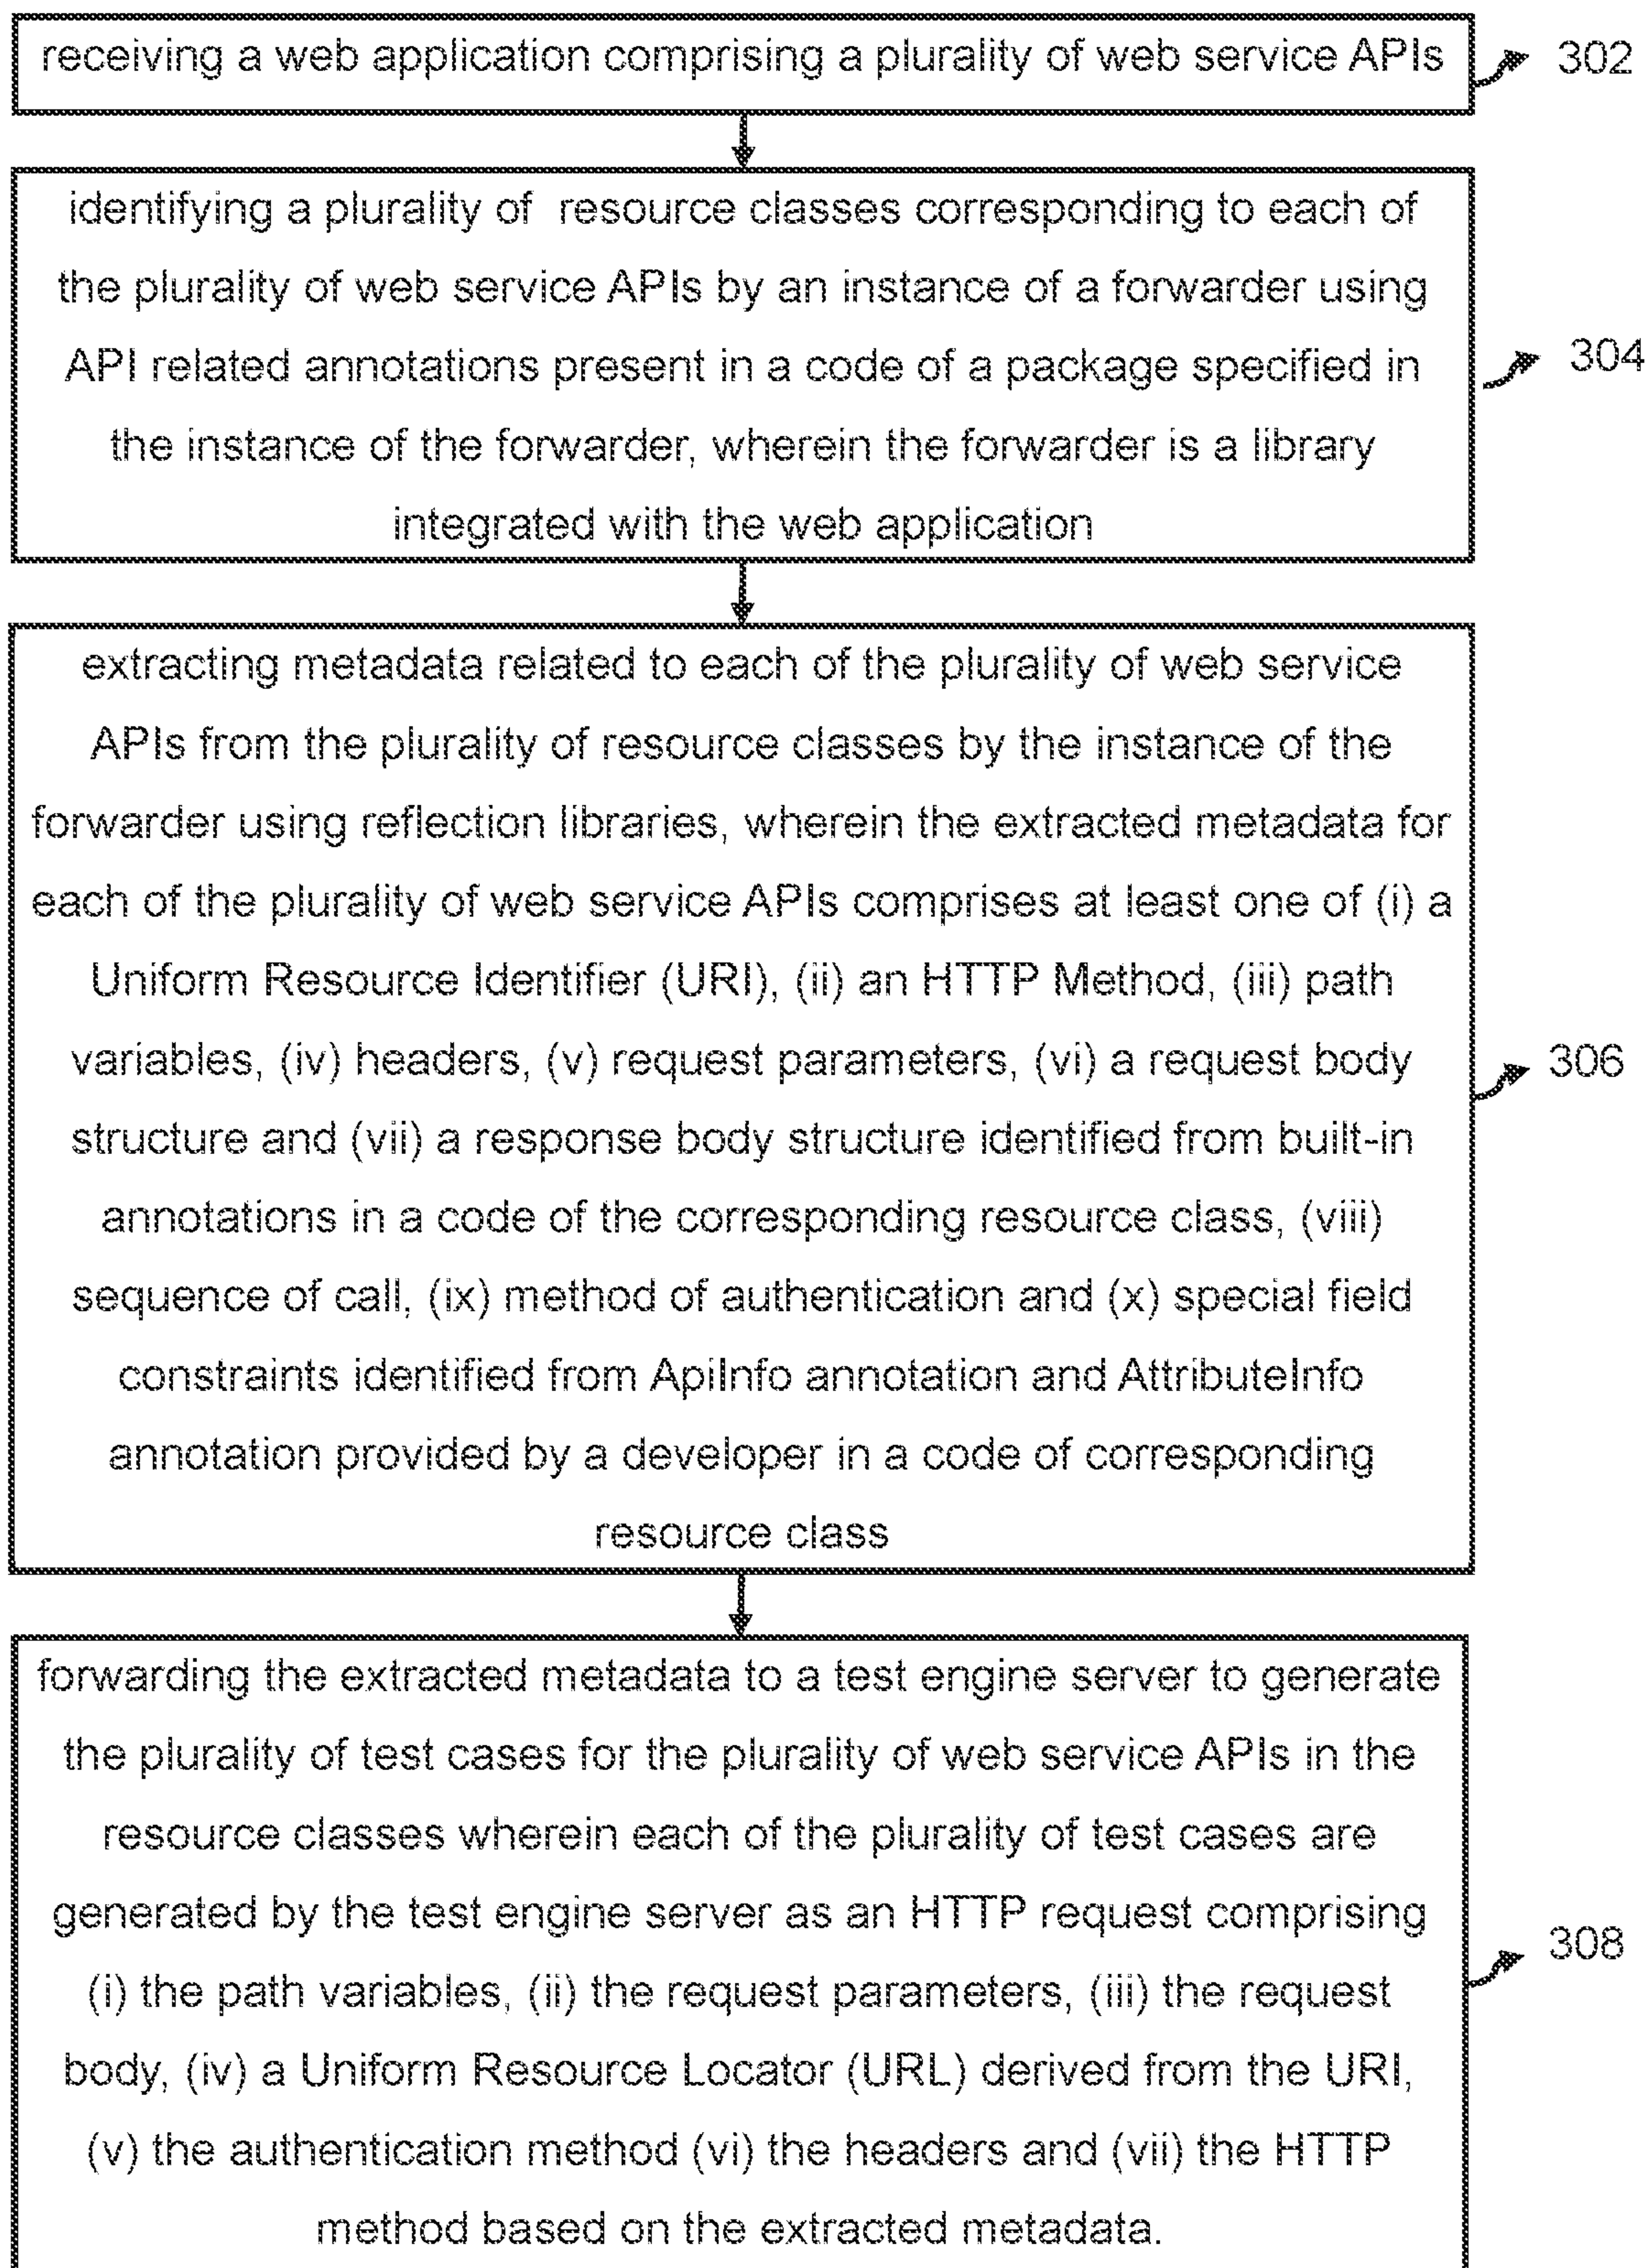 receiving a web application comprising a plurality of web service APIs
302
identifying a plurality of resource classes corresponding to each of
the plurality of web service APIs by an instance of a forwarder using
API related annotations present in a code of a package specified in
the instance of the forwarder, wherein the forwarder is a library
integrated with the web application
304
extracting metadata related to each of the plurality of web service
APIs from the plurality of resource classes by the instance of the
forwarder using reflection libraries, wherein the extracted metadata for
each of the plurality of web service APIs comprises at least one of (i) a
Uniform Resource Identifier (URI), (ii) an HTTP Method, (iii) path
variables, (iv) headers, (v) request parameters, (vi) a request body
structure and (vii) a response body structure identified from built-in
annotations in a code of the corresponding resource class, (viii)
sequence of call, (ix) method of authentication and (x) special field
constraints identified from ApiInfo annotation and AttributeInfo
annotation provided by a developer in a code of corresponding
resource class
306
forwarding the extracted metadata to a test engine server to generate
the plurality of test cases for the plurality of web service APIs in the
resource classes wherein each of the plurality of test cases are
generated by the test engine server as an HTTP request comprising
(i) the path variables, (ii) the request parameters, (iii) the request
body, (iv) a Uniform Resource Locator (URL) derived from the URI,
(v) the authentication method (vi) the headers and (vii) the HTTP
method based on the extracted metadata.
308